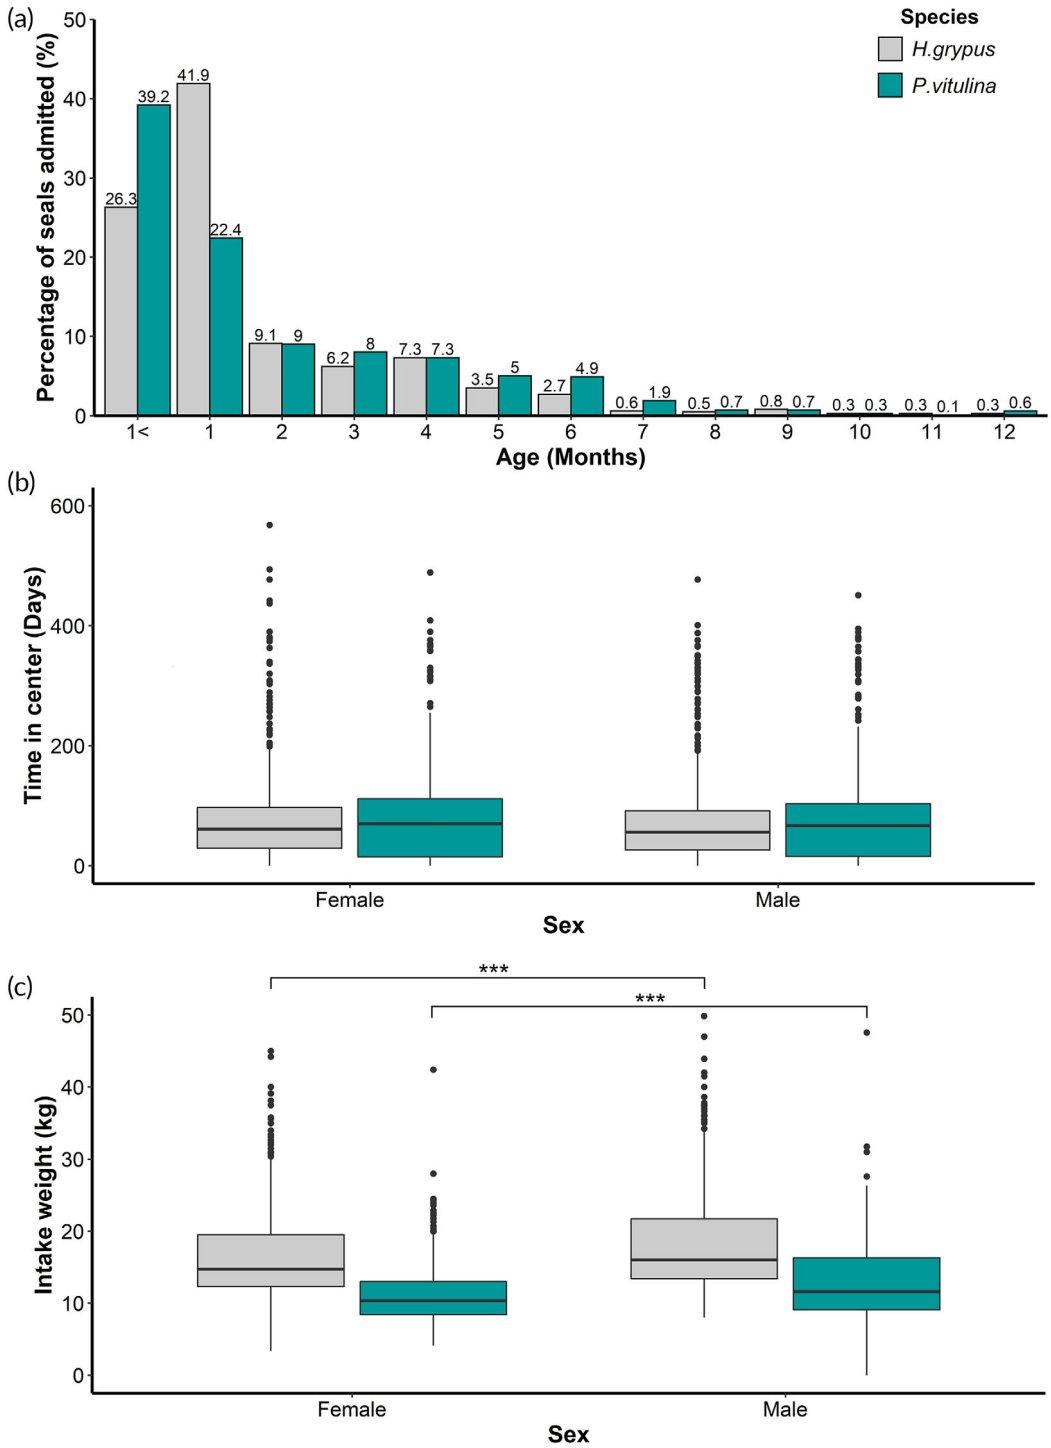 (a)
Species
H.grypus
P.vitulina
Percentage of seals admitted (%)
50
40
30
20
10
0
26.3 39.2 41.9 22.4 9.1 9 6.2 8 7.3 7.3 3.5 5 2.7 4.9 0.6 1.9 0.5 0.7 0.8 0.7 0.3 0.3 0.3 0.1 0.3 0.6
1< 1 2 3 4 5 6 7 8 9 10 11 12
Age (Months)
(b)
Time in center (Days)
600
400
200
0
Female Male
Sex
(c)
*** 
***
Intake weight (kg)
50
40
30
20
10
0
Female Male
Sex